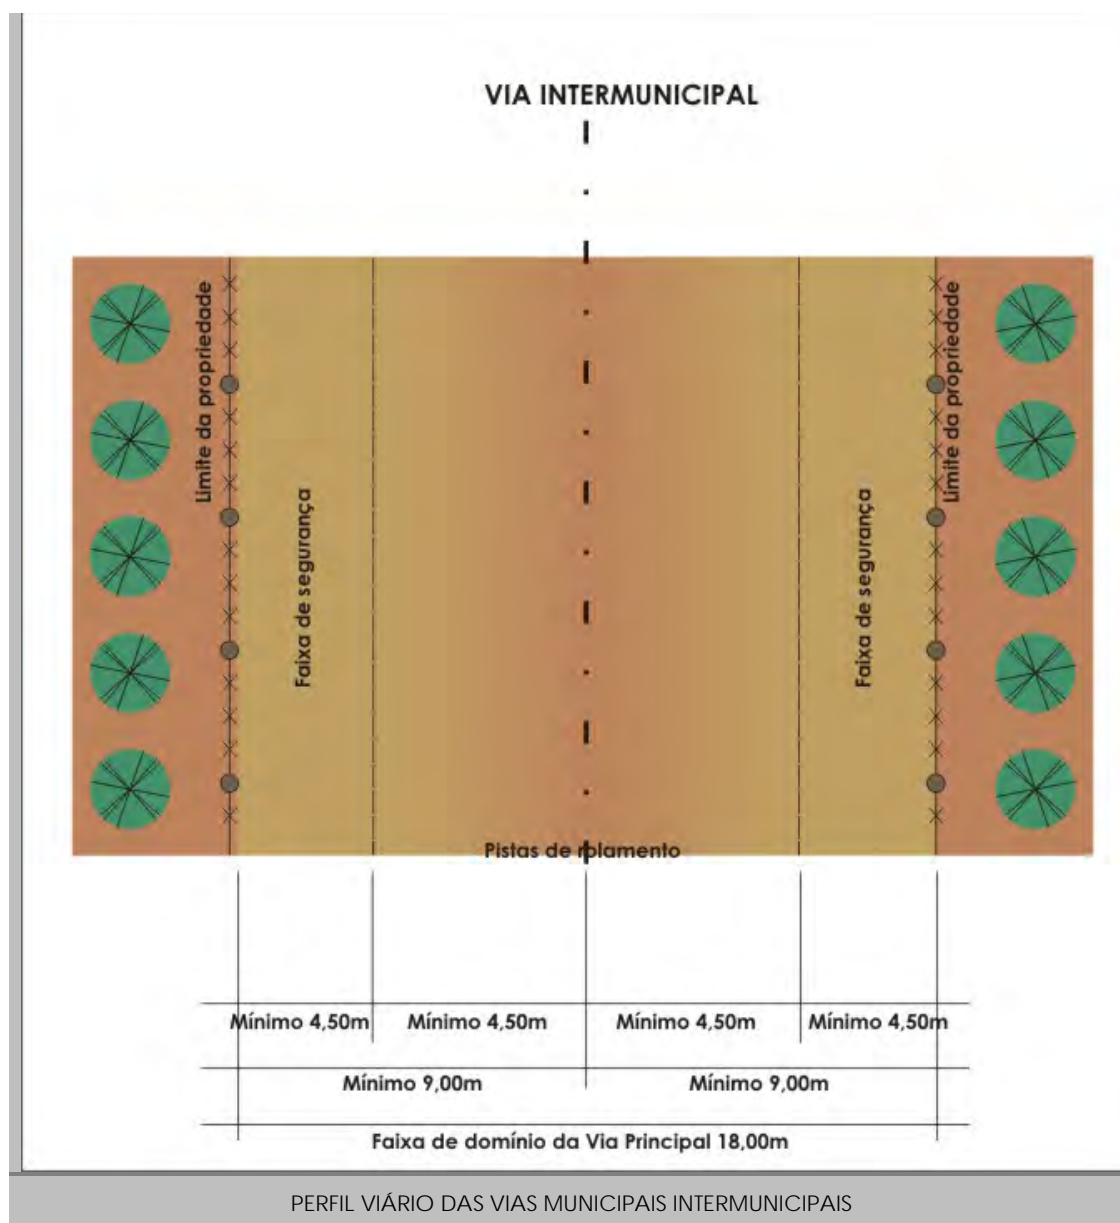 VIA INTERMUNICIPAL
Limite da propriedade
Limite da propriedade
Faixa de segurança
Faixa de segurança
Pistas de rolamento
Mínimo 4,50m Mínimo 4,50m Mínimo 4,50m Mínimo 4,50m
Mínimo 9,00m Mínimo 9,00m
Faixa de domínio da Via Principal 18,00m
PERFIL VIÁRIO DAS VIAS MUNICIPAIS INTERMUNICIPAIS